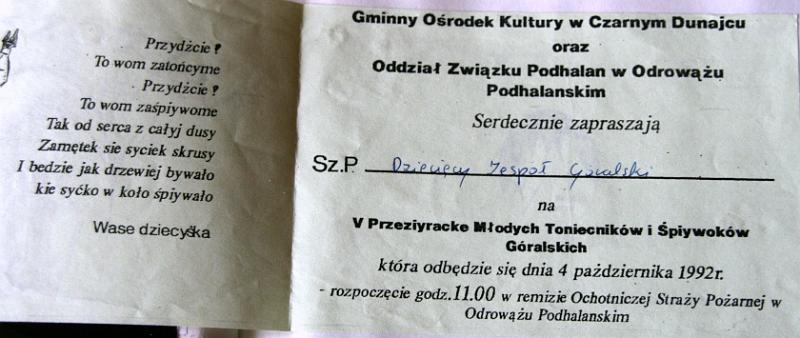 Przydźcie !
To wom zatońcyme
Przydźcie !
To wom zaśpiywome
Tak od serca z całyj dusy
Zamętek sie syciek skrusy
I bedzie jak drzewiej bywało
kie syćko w koło śpiywało
Wase dziecyska
Gminny Ośrodek Kultury w Czarnym Dunajcu
oraz
Oddział Związku Podhalan w Odrowążu
Podhalanskim
Serdecznie zapraszają
Sz.P. Dziecięcy Zespół Góralski
na
V Przeziyracke Młodych Toniecników i Śpiywoków
Góralskich
która odbędzie się dnia 4 października 1992r.
- rozpoczęcie godz.11.00 w remizie Ochotniczej Straży Pożarnej w
Odrowążu Podhalanskim